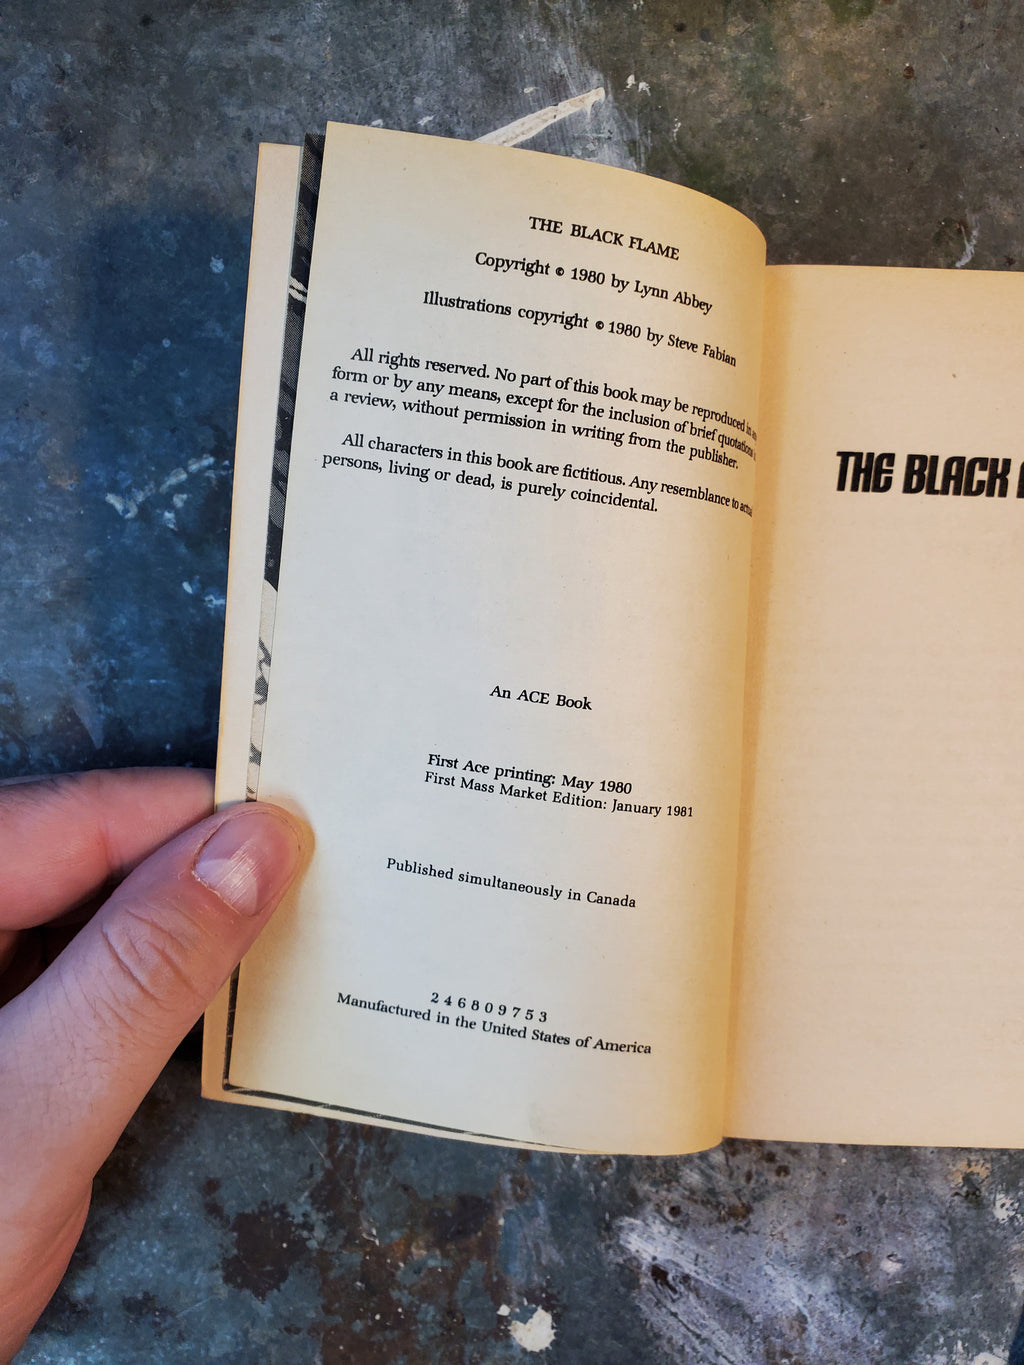 THE BLACK FLAME
Copyright © 1980 by Lynn Abbey
Illustrations copyright © 1980 by Steve Fabian
All rights reserved. No part of this book may be reproduced in
form or by any means, except for the inclusion of brief quotations
a review, without permission in writing from the publisher.
All characters in this book are fictitious. Any resemblance to actual
persons, living or dead, is purely coincidental.
An ACE Book
First Ace printing: May 1980
First Mass Market Edition: January 1981
Published simultaneously in Canada
2 4 6 8 0 9 7 5 3
Manufactured in the United States of America
THE BLACK